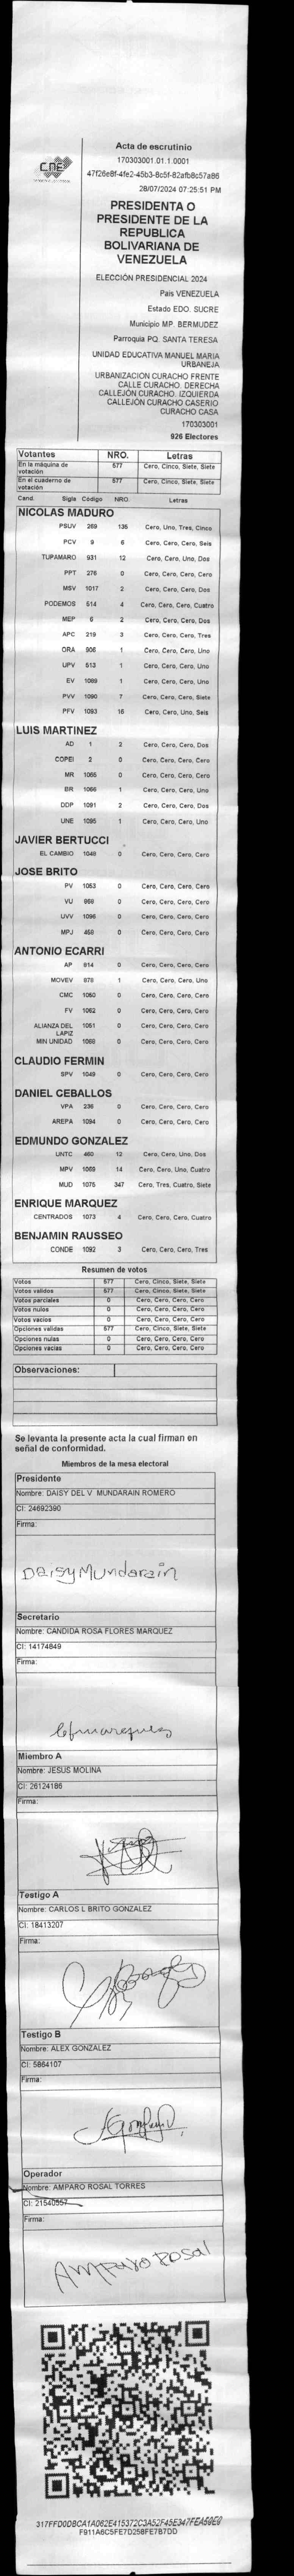 CNE
Acta de escrutinio
170303001.01.1.0001
47f26e8f-4fe2-45b3-8c5f-82afb8c57a86
28/07/2024 07:25:51 PM
PRESIDENTA O
PRESIDENTE DE LA
REPUBLICA
BOLIVARIANA DE
VENEZUELA
ELECCIÓN PRESIDENCIAL 2024
País VENEZUELA
Estado EDO. SUCRE
Municipio MP. BERMUDEZ
Parroquia PQ. SANTA TERESA
UNIDAD EDUCATIVA MANUEL MARIA
URBANEJA
URBANIZACION CURACHO FRENTE
CALLE CURACHO. DERECHA
CALLEJÓN CURACHO. IZQUIERDA
CALLEJÓN CURACHO CASERIO
CURACHO CASA
170303001
926 Electores
Votantes NRO. Letras
En la máquina de votación 577 Cero, Cinco, Siete, Siete
En el cuaderno de votación 577 Cero, Cinco, Siete, Siete
Cand. Sigla Código NRO. Letras
NICOLAS MADURO
PSUV 269 135 Cero, Uno, Tres, Cinco
PCV 9 6 Cero, Cero, Cero, Seis
TUPAMARO 931 12 Cero, Cero, Uno, Dos
PPT 276 0 Cero, Cero, Cero, Cero
MSV 1017 2 Cero, Cero, Cero, Dos
PODEMOS 514 4 Cero, Cero, Cero, Cuatro
MEP 6 2 Cero, Cero, Cero, Dos
APC 219 3 Cero, Cero, Cero, Tres
ORA 906 1 Cero, Cero, Cero, Uno
UPV 513 1 Cero, Cero, Cero, Uno
EV 1089 1 Cero, Cero, Cero, Uno
PVV 1090 7 Cero, Cero, Cero, Siete
PFV 1093 16 Cero, Cero, Uno, Seis
LUIS MARTINEZ
AD 1 2 Cero, Cero, Cero, Dos
COPEI 2 0 Cero, Cero, Cero, Cero
MR 1065 0 Cero, Cero, Cero, Cero
BR 1066 1 Cero, Cero, Cero, Uno
DDP 1091 2 Cero, Cero, Cero, Dos
UNE 1095 1 Cero, Cero, Cero, Uno
JAVIER BERTUCCI
EL CAMBIO 1048 0 Cero, Cero, Cero, Cero
JOSE BRITO
PV 1053 0 Cero, Cero, Cero, Cero
VU 969 0 Cero, Cero, Cero, Cero
UVV 1096 0 Cero, Cero, Cero, Cero
MPJ 458 0 Cero, Cero, Cero, Cero
ANTONIO ECARRI
AP 814 0 Cero, Cero, Cero, Cero
MOVEV 878 1 Cero, Cero, Cero, Uno
CMC 1050 0 Cero, Cero, Cero, Cero
FV 1062 0 Cero, Cero, Cero, Cero
ALIANZA DEL LAPIZ 1051 0 Cero, Cero, Cero, Cero
MIN UNIDAD 1068 0 Cero, Cero, Cero, Cero
CLAUDIO FERMIN
SPV 1049 0 Cero, Cero, Cero, Cero
DANIEL CEBALLOS
VPA 236 0 Cero, Cero, Cero, Cero
AREPA 1094 0 Cero, Cero, Cero, Cero
EDMUNDO GONZALEZ
UNTC 460 12 Cero, Cero, Uno, Dos
MPV 1069 14 Cero, Cero, Uno, Cuatro
MUD 1075 347 Cero, Tres, Cuatro, Siete
ENRIQUE MARQUEZ
CENTRADOS 1073 4 Cero, Cero, Cero, Cuatro
BENJAMIN RAUSSEO
CONDE 1092 3 Cero, Cero, Cero, Tres
Resumen de votos
Votos 577 Cero, Cinco, Siete, Siete
Votos validos 577 Cero, Cinco, Siete, Siete
Votos parciales 0 Cero, Cero, Cero, Cero
Votos nulos 0 Cero, Cero, Cero, Cero
Votos vacios 0 Cero, Cero, Cero, Cero
Opciones validas 577 Cero, Cinco, Siete, Siete
Opciones nulas 0 Cero, Cero, Cero, Cero
Opciones vacias 0 Cero, Cero, Cero, Cero
Observaciones:
Se levanta la presente acta la cual firman en
señal de conformidad.
Miembros de la mesa electoral
Presidente
Nombre: DAISY DEL V MUNDARAIN ROMERO
CI: 24692390
Firma:
Daisy Mundarain
Secretario
Nombre: CANDIDA ROSA FLORES MARQUEZ
CI: 14174849
Firma:
Miembro A
Nombre: JESUS MOLINA
CI: 26124186
Firma:
Testigo A
Nombre: CARLOS L BRITO GONZALEZ
CI: 18413207
Firma:
Testigo B
Nombre: ALEX GONZALEZ
CI: 5864107
Firma:
Operador
Nombre: AMPARO ROSAL TORRES
CI: 21540557
Firma:
AMPARO Rosal
317FFD0DBCA1A062E415372C3A52F45E347FEA59E9
F911A6C5FE7D258FE7B7DD